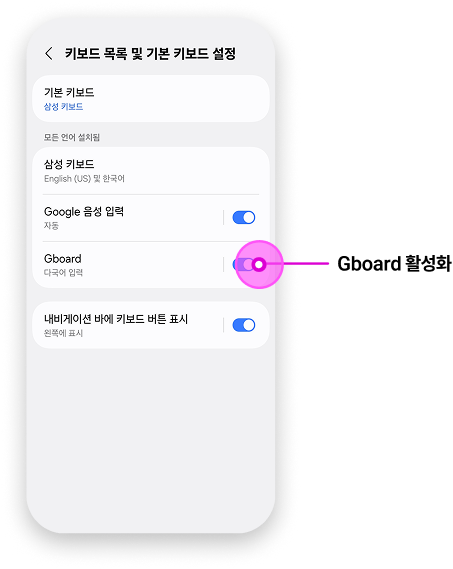 키보드 목록 및 기본 키보드 설정
기본 키보드
삼성 키보드
모든 언어 설치됨
삼성 키보드
English (US) 및 한국어
Google 음성 입력
자동
Gboard
다국어 입력
Gboard 활성화
내비게이션 바에 키보드 버튼 표시
왼쪽에 표시